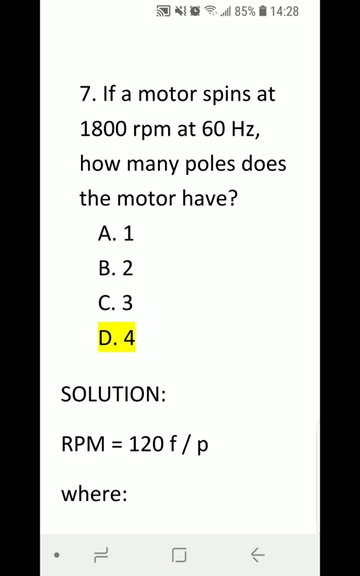 85% 14:28
7. If a motor spins at
1800 rpm at 60 Hz,
how many poles does
the motor have?
A. 1
B. 2
C. 3
D. 4
SOLUTION:
RPM = 120 f / p
where: